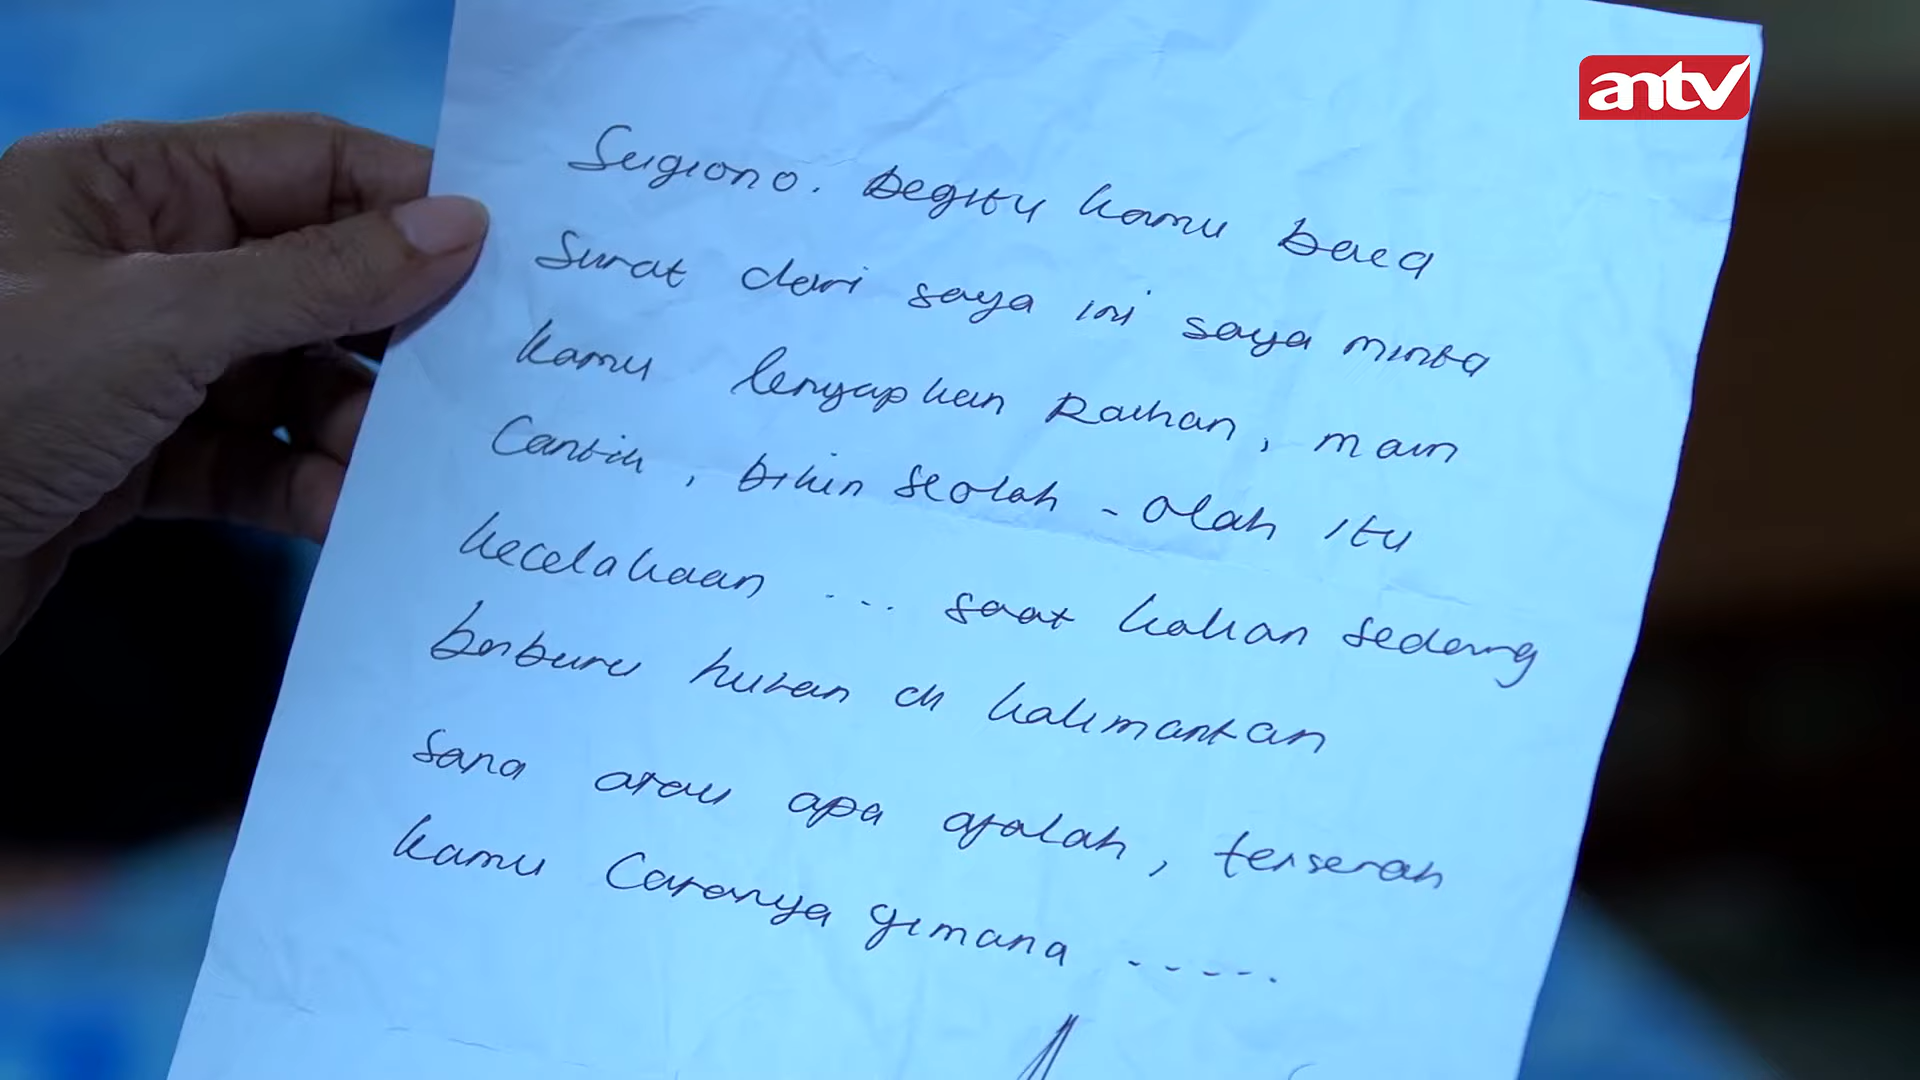 antv
Sugiono. Begitu kamu baca
Surat dari saya ini saya minta
kamu lenyapkan Raihan, main
Cantik, bikin seolah-olah itu
kecelakaan ... saat kalian sedang
berburu hutan di kalimantan
sana atau apa ajalah, terserah
kamu Caranya gimana .....